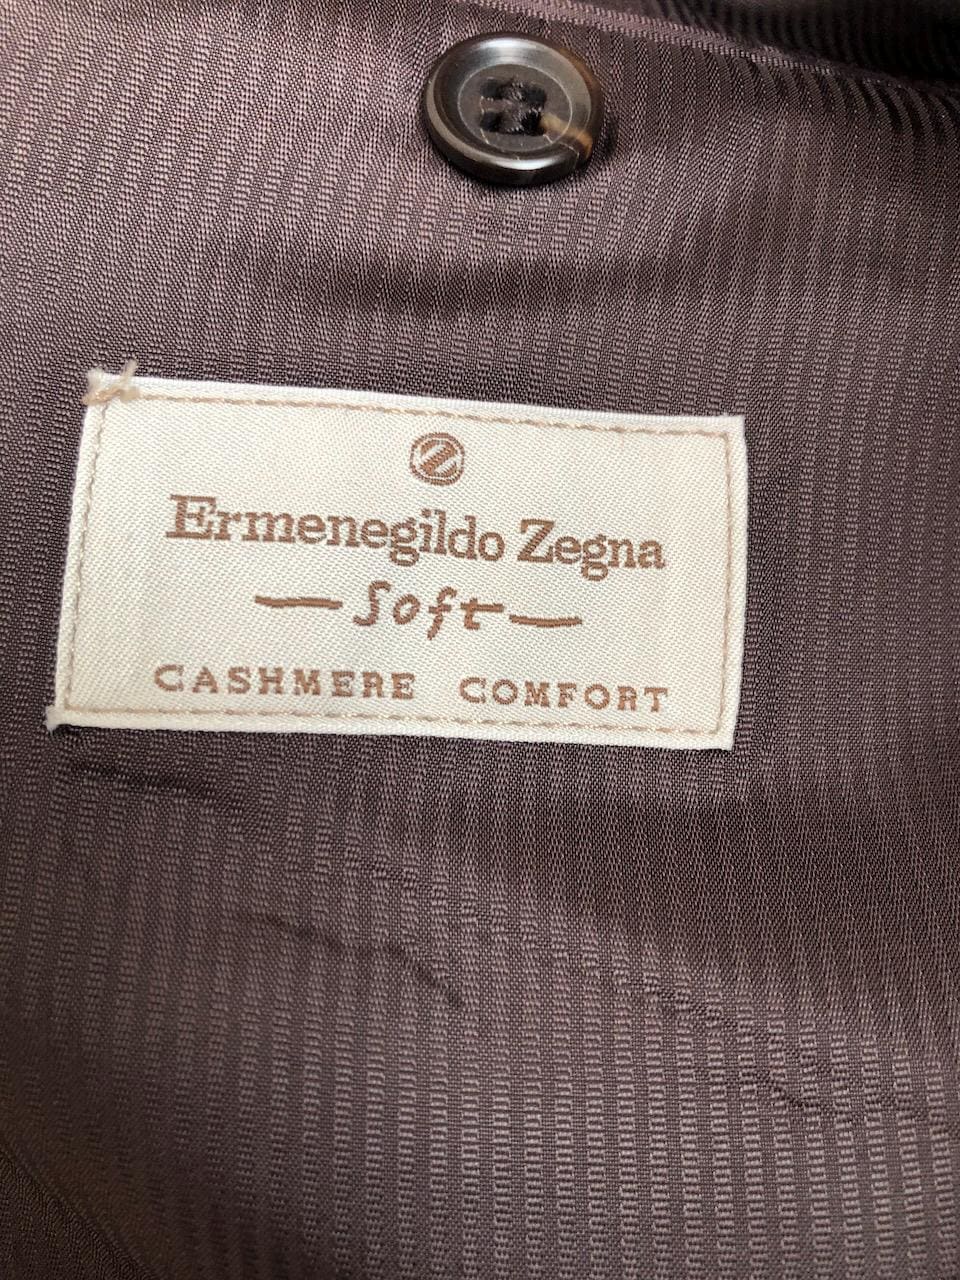 Z
Ermenegildo Zegna
— Soft —
CASHMERE COMFORT